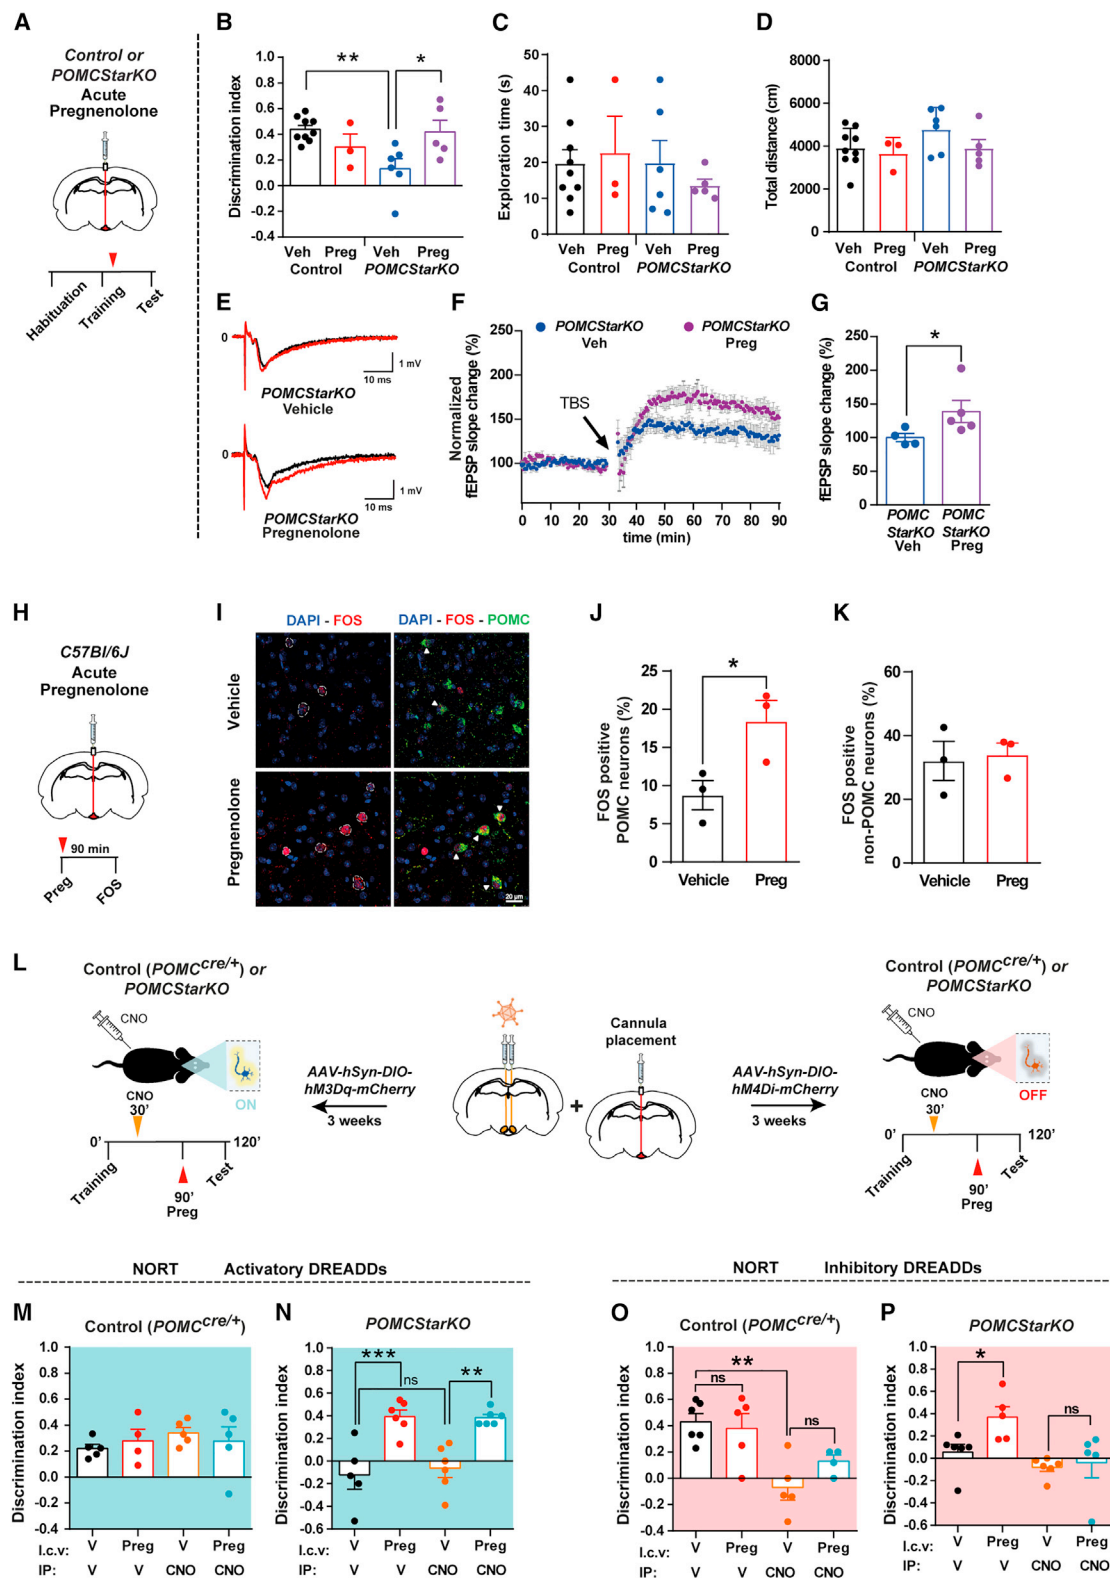 A
Control or
POMCStarKO
Acute
Pregnenolone
Habituation
Training
Test
B
Discrimination index
1.0
0.8
0.6
0.4
0.2
0.0
-0.2
-0.4
**
*
Veh Preg Veh Preg
Control POMCStarKO
C
Exploration time (s)
50
40
30
20
10
0
Veh Preg Veh Preg
Control POMCStarKO
D
Total distance (cm)
8000
6000
4000
2000
0
Veh Preg Veh Preg
Control POMCStarKO
E
0
1 mV
10 ms
POMCStarKO
Vehicle
0
1 mV
10 ms
POMCStarKO
Pregnenolone
F
Normalized
fEPSP slope change (%)
250
200
150
100
POMCStarKO
Veh
POMCStarKO
Preg
TBS
0 10 20 30 40 50 60 70 80 90
time (min)
G
fEPSP slope change (%)
250
200
150
100
50
0
*
POMC POMC
StarKO StarKO
Veh Preg
H
C57Bl/6J
Acute
Pregnenolone
90 min
Preg
FOS
I
DAPI - FOS
DAPI - FOS - POMC
Vehicle
Pregnenolone
20 µm
J
FOS positive
POMC neurons (%)
25
20
15
10
5
0
*
Vehicle Preg
K
FOS positive
non-POMC neurons (%)
60
40
20
0
Vehicle Preg
L
Control (POMCcre/+) or
POMCStarKO
CNO
ON
CNO
30'
0'
120'
Training
Test
90'
Preg
AAV-hSyn-DIO-
hM3Dq-mCherry
3 weeks
+
Cannula
placement
AAV-hSyn-DIO-
hM4Di-mCherry
3 weeks
Control (POMCcre/+) or
POMCStarKO
CNO
OFF
CNO
30'
0'
120'
Training
Test
90'
Preg
NORT Activatory DREADDs
NORT Inhibitory DREADDs
M
Control (POMCcre/+)
Discrimination index
1.0
0.8
0.6
0.4
0.2
0.0
-0.2
-0.4
I.c.v: V Preg V Preg
IP: V V CNO CNO
N
POMCStarKO
Discrimination index
1.0
0.8
0.6
0.4
0.2
0.0
-0.2
-0.4
-0.6
***
ns
**
V Preg V Preg
V V CNO CNO
O
Control (POMCcre/+)
Discrimination index
1.0
0.8
0.6
0.4
0.2
0.0
-0.2
-0.4
**
ns
ns
I.c.v: V Preg V Preg
IP: V V CNO CNO
P
POMCStarKO
Discrimination index
1.0
0.8
0.6
0.4
0.2
0.0
-0.2
-0.4
-0.6
*
ns
V Preg V Preg
V V CNO CNO